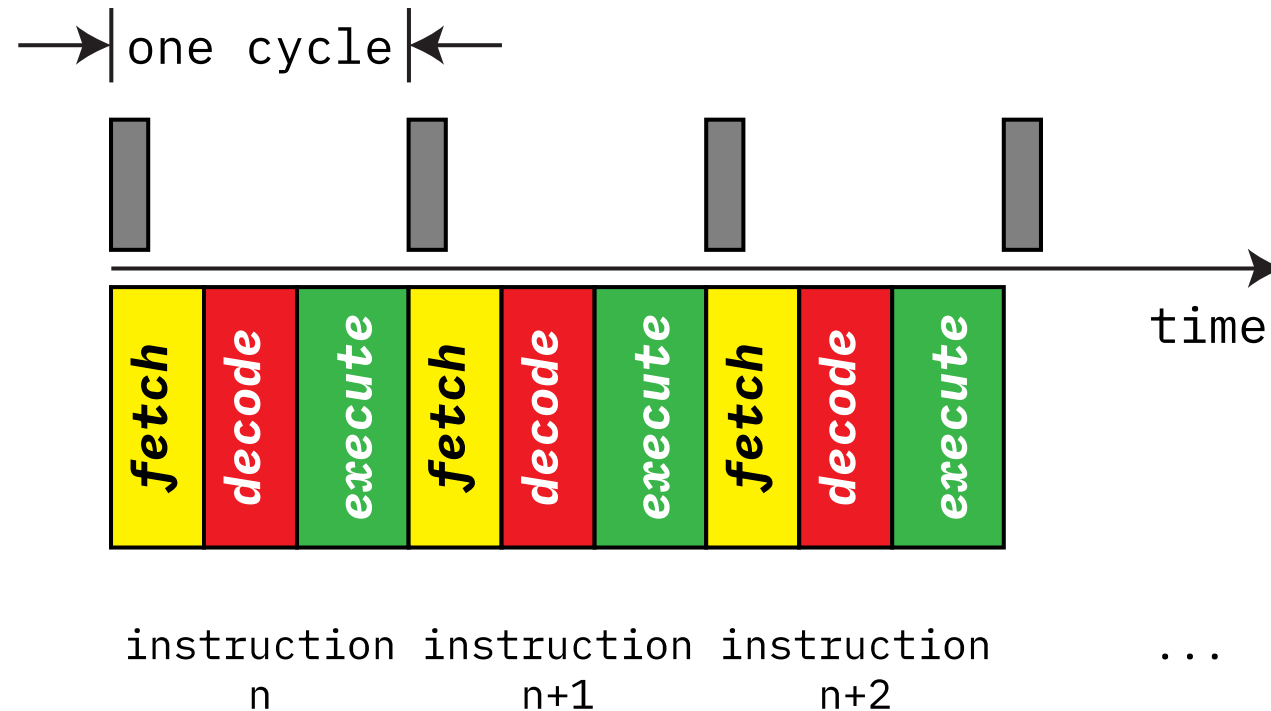 one cycle
time
fetch
decode
execute
fetch
decode
execute
fetch
decode
execute
instruction
n
instruction
n+1
instruction
n+2
...